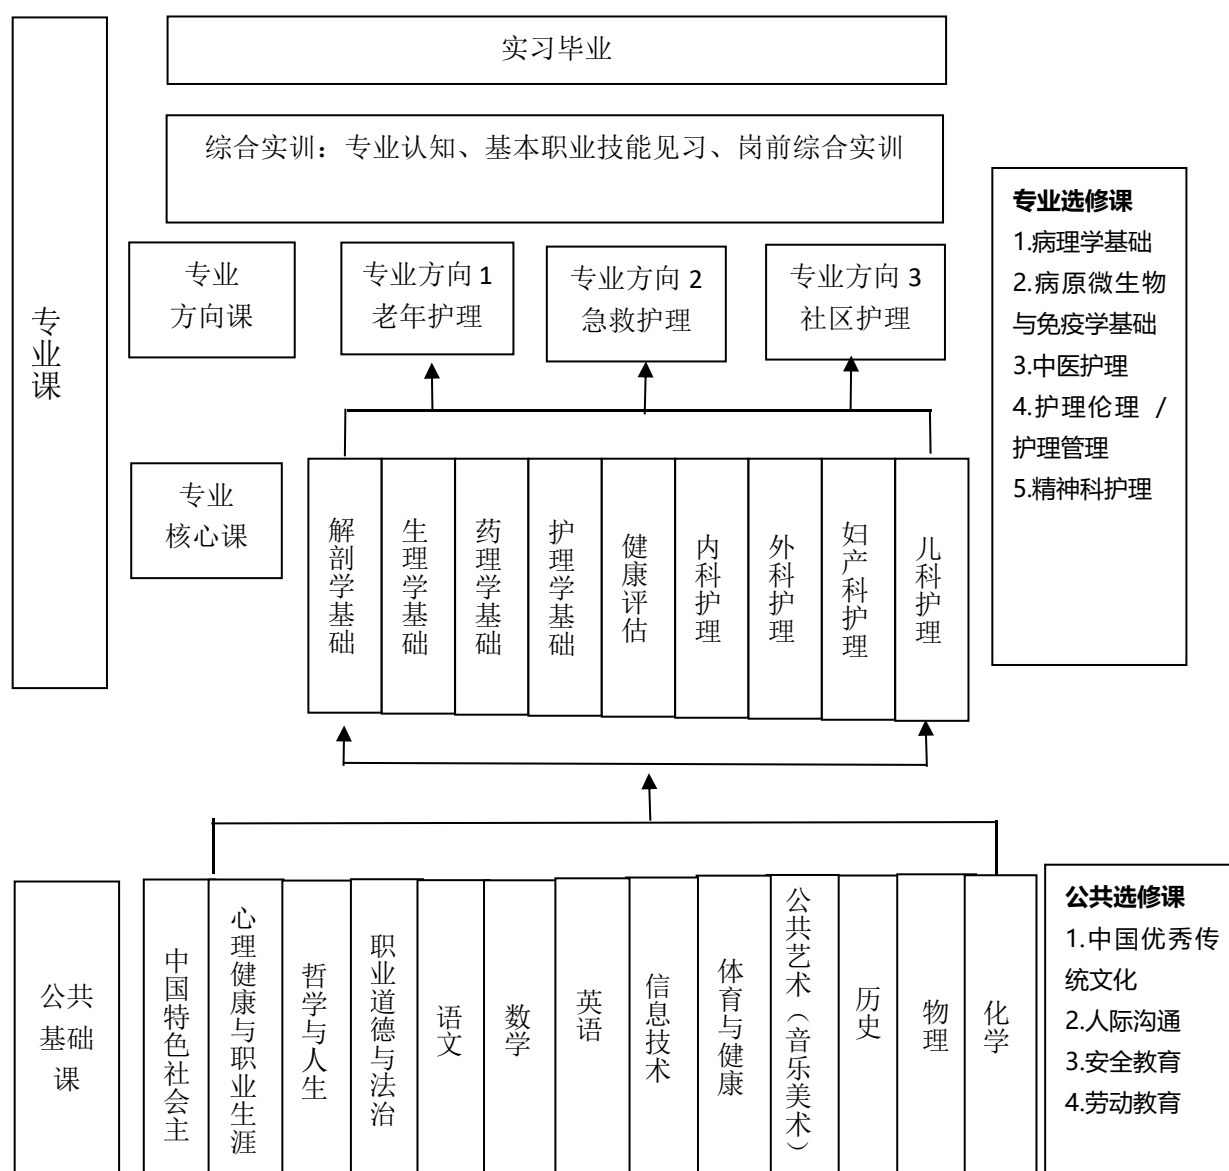 实习毕业
综合实训：专业认知、基本职业技能见习、岗前综合实训
专业课
专业
方向课
专业方向 1
老年护理
专业方向 2
急救护理
专业方向 3
社区护理
专业选修课
1.病理学基础
2.病原微生物
与免疫学基础
3.中医护理
4.护理伦理 /
护理管理
5.精神科护理
专业
核心课
解剖学基础
生理学基础
药理学基础
护理学基础
健康评估
内科护理
外科护理
妇产科护理
儿科护理
公共
基础
课
中国特色社会主
心理健康与职业生涯
哲学与人生
职业道德与法治
语文
数学
英语
信息技术
体育与健康
公共艺术（音乐美术）
历史
物理
化学
公共选修课
1.中国优秀传
统文化
2.人际沟通
3.安全教育
4.劳动教育